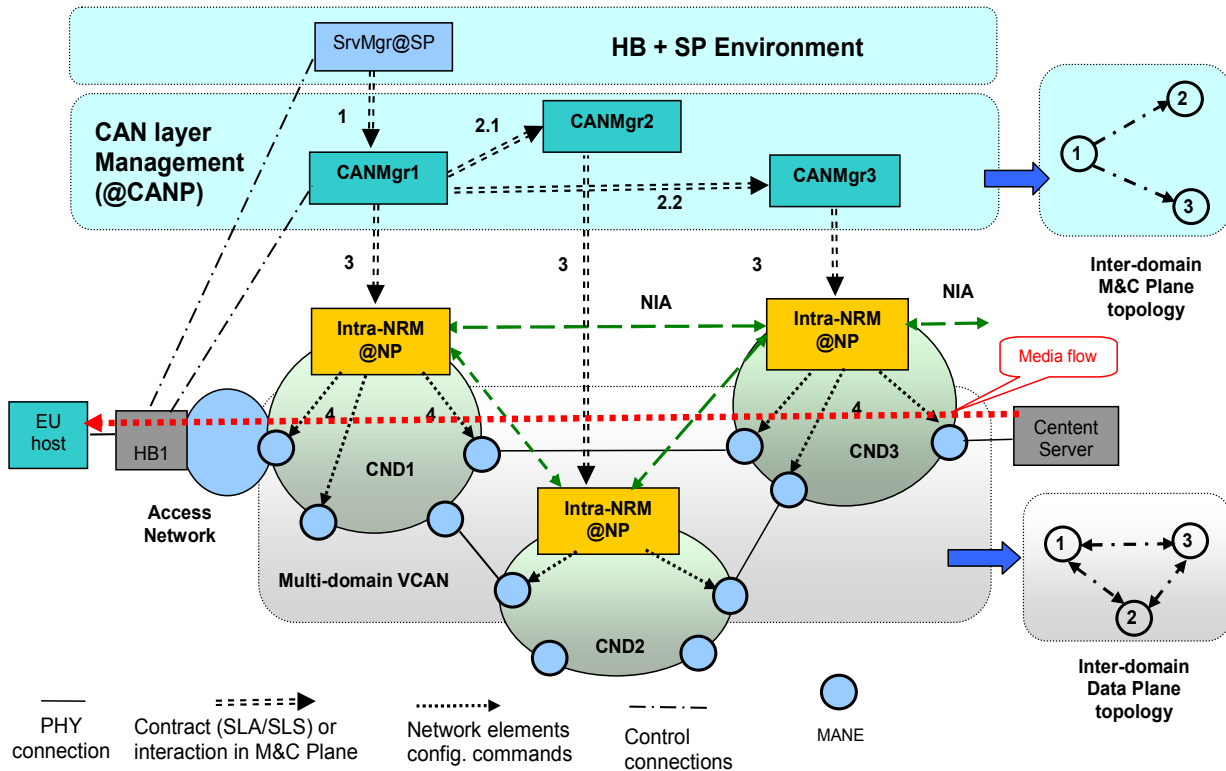 SrvMgr@SP
HB + SP Environment
CAN layer
Management
(@CANP)
1
2.1
CANMgr2
CANMgr1
2.2
CANMgr3
2
1
3
Inter-domain
M&C Plane
topology
3
3
3
NIA
NIA
Intra-NRM
@NP
Intra-NRM
@NP
Media flow
EU
host
HB1
4
4
4
Centent
Server
CND1
CND3
Access
Network
Intra-NRM
@NP
Multi-domain VCAN
CND2
1
3
2
Inter-domain
Data Plane
topology
PHY
connection
Contract (SLA/SLS) or
interaction in M&C Plane
Network elements
config. commands
Control
connections
MANE